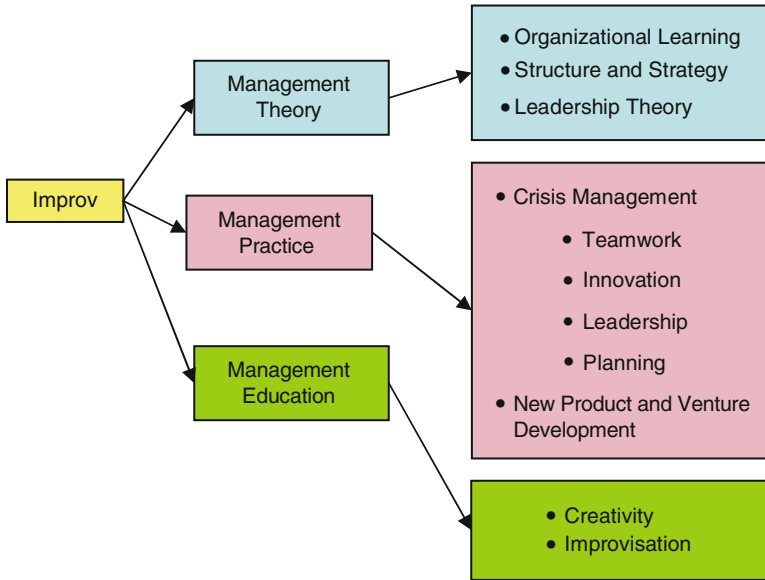 Improv
Management
Theory
• Organizational Learning
• Structure and Strategy
• Leadership Theory
Management
Practice
• Crisis Management
• Teamwork
• Innovation
• Leadership
• Planning
• New Product and Venture
Development
Management
Education
• Creativity
• Improvisation